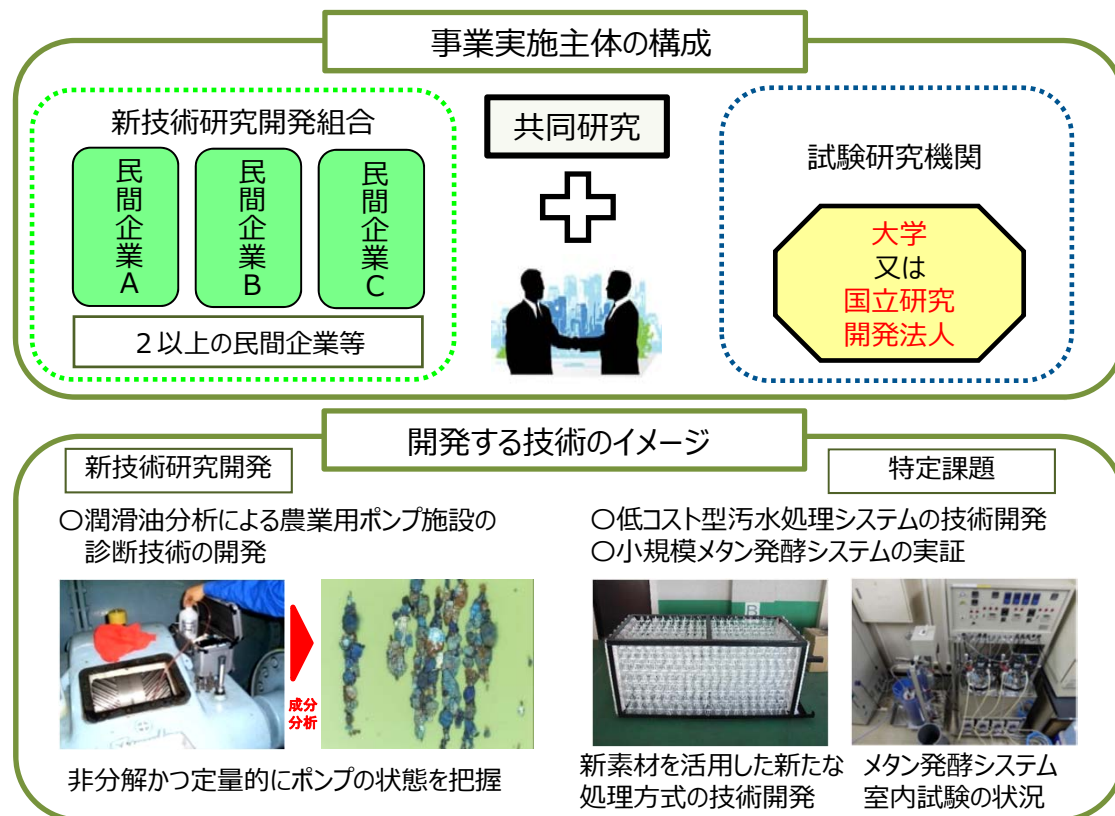 事業実施主体の構成
新技術研究開発組合
民間企業A
民間企業B
民間企業C
2以上の民間企業等
共同研究
試験研究機関
大学
又は
国立研究
開発法人
開発する技術のイメージ
新技術研究開発
○潤滑油分析による農業用ポンプ施設の
診断技術の開発
成分
分析
非分解かつ定量的にポンプの状態を把握
特定課題
○低コスト型汚水処理システムの技術開発
○小規模メタン発酵システムの実証
新素材を活用した新たな
処理方式の技術開発
メタン発酵システム
室内試験の状況